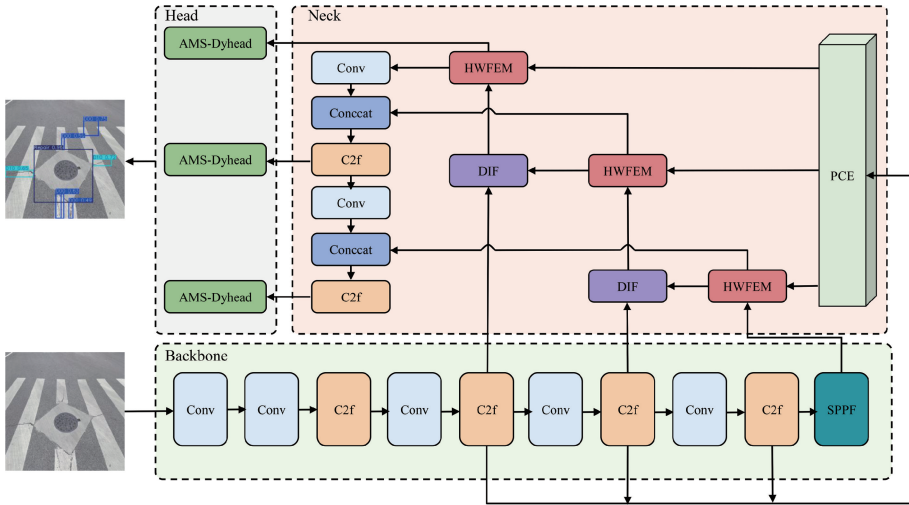 Head
Neck
AMS-Dyhead
HWFEM
Conv
Conccat
AMS-Dyhead
C2f
DIF
HWFEM
PCE
Conv
Conccat
AMS-Dyhead
C2f
DIF
HWFEM
Backbone
Conv
Conv
C2f
Conv
C2f
Conv
C2f
Conv
C2f
SPPF